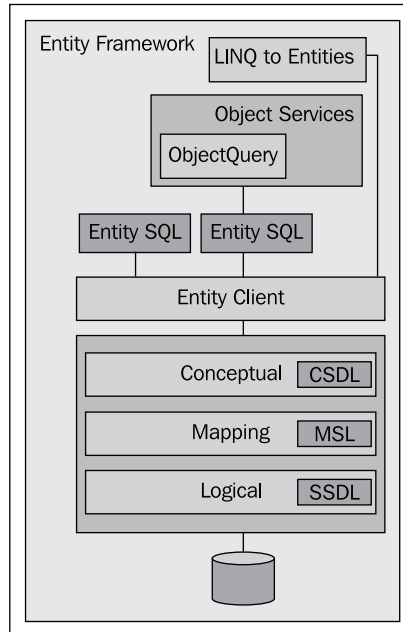 Entity Framework
LINQ to Entities
Object Services
ObjectQuery
Entity SQL
Entity SQL
Entity Client
Conceptual
CSDL
Mapping
MSL
Logical
SSDL